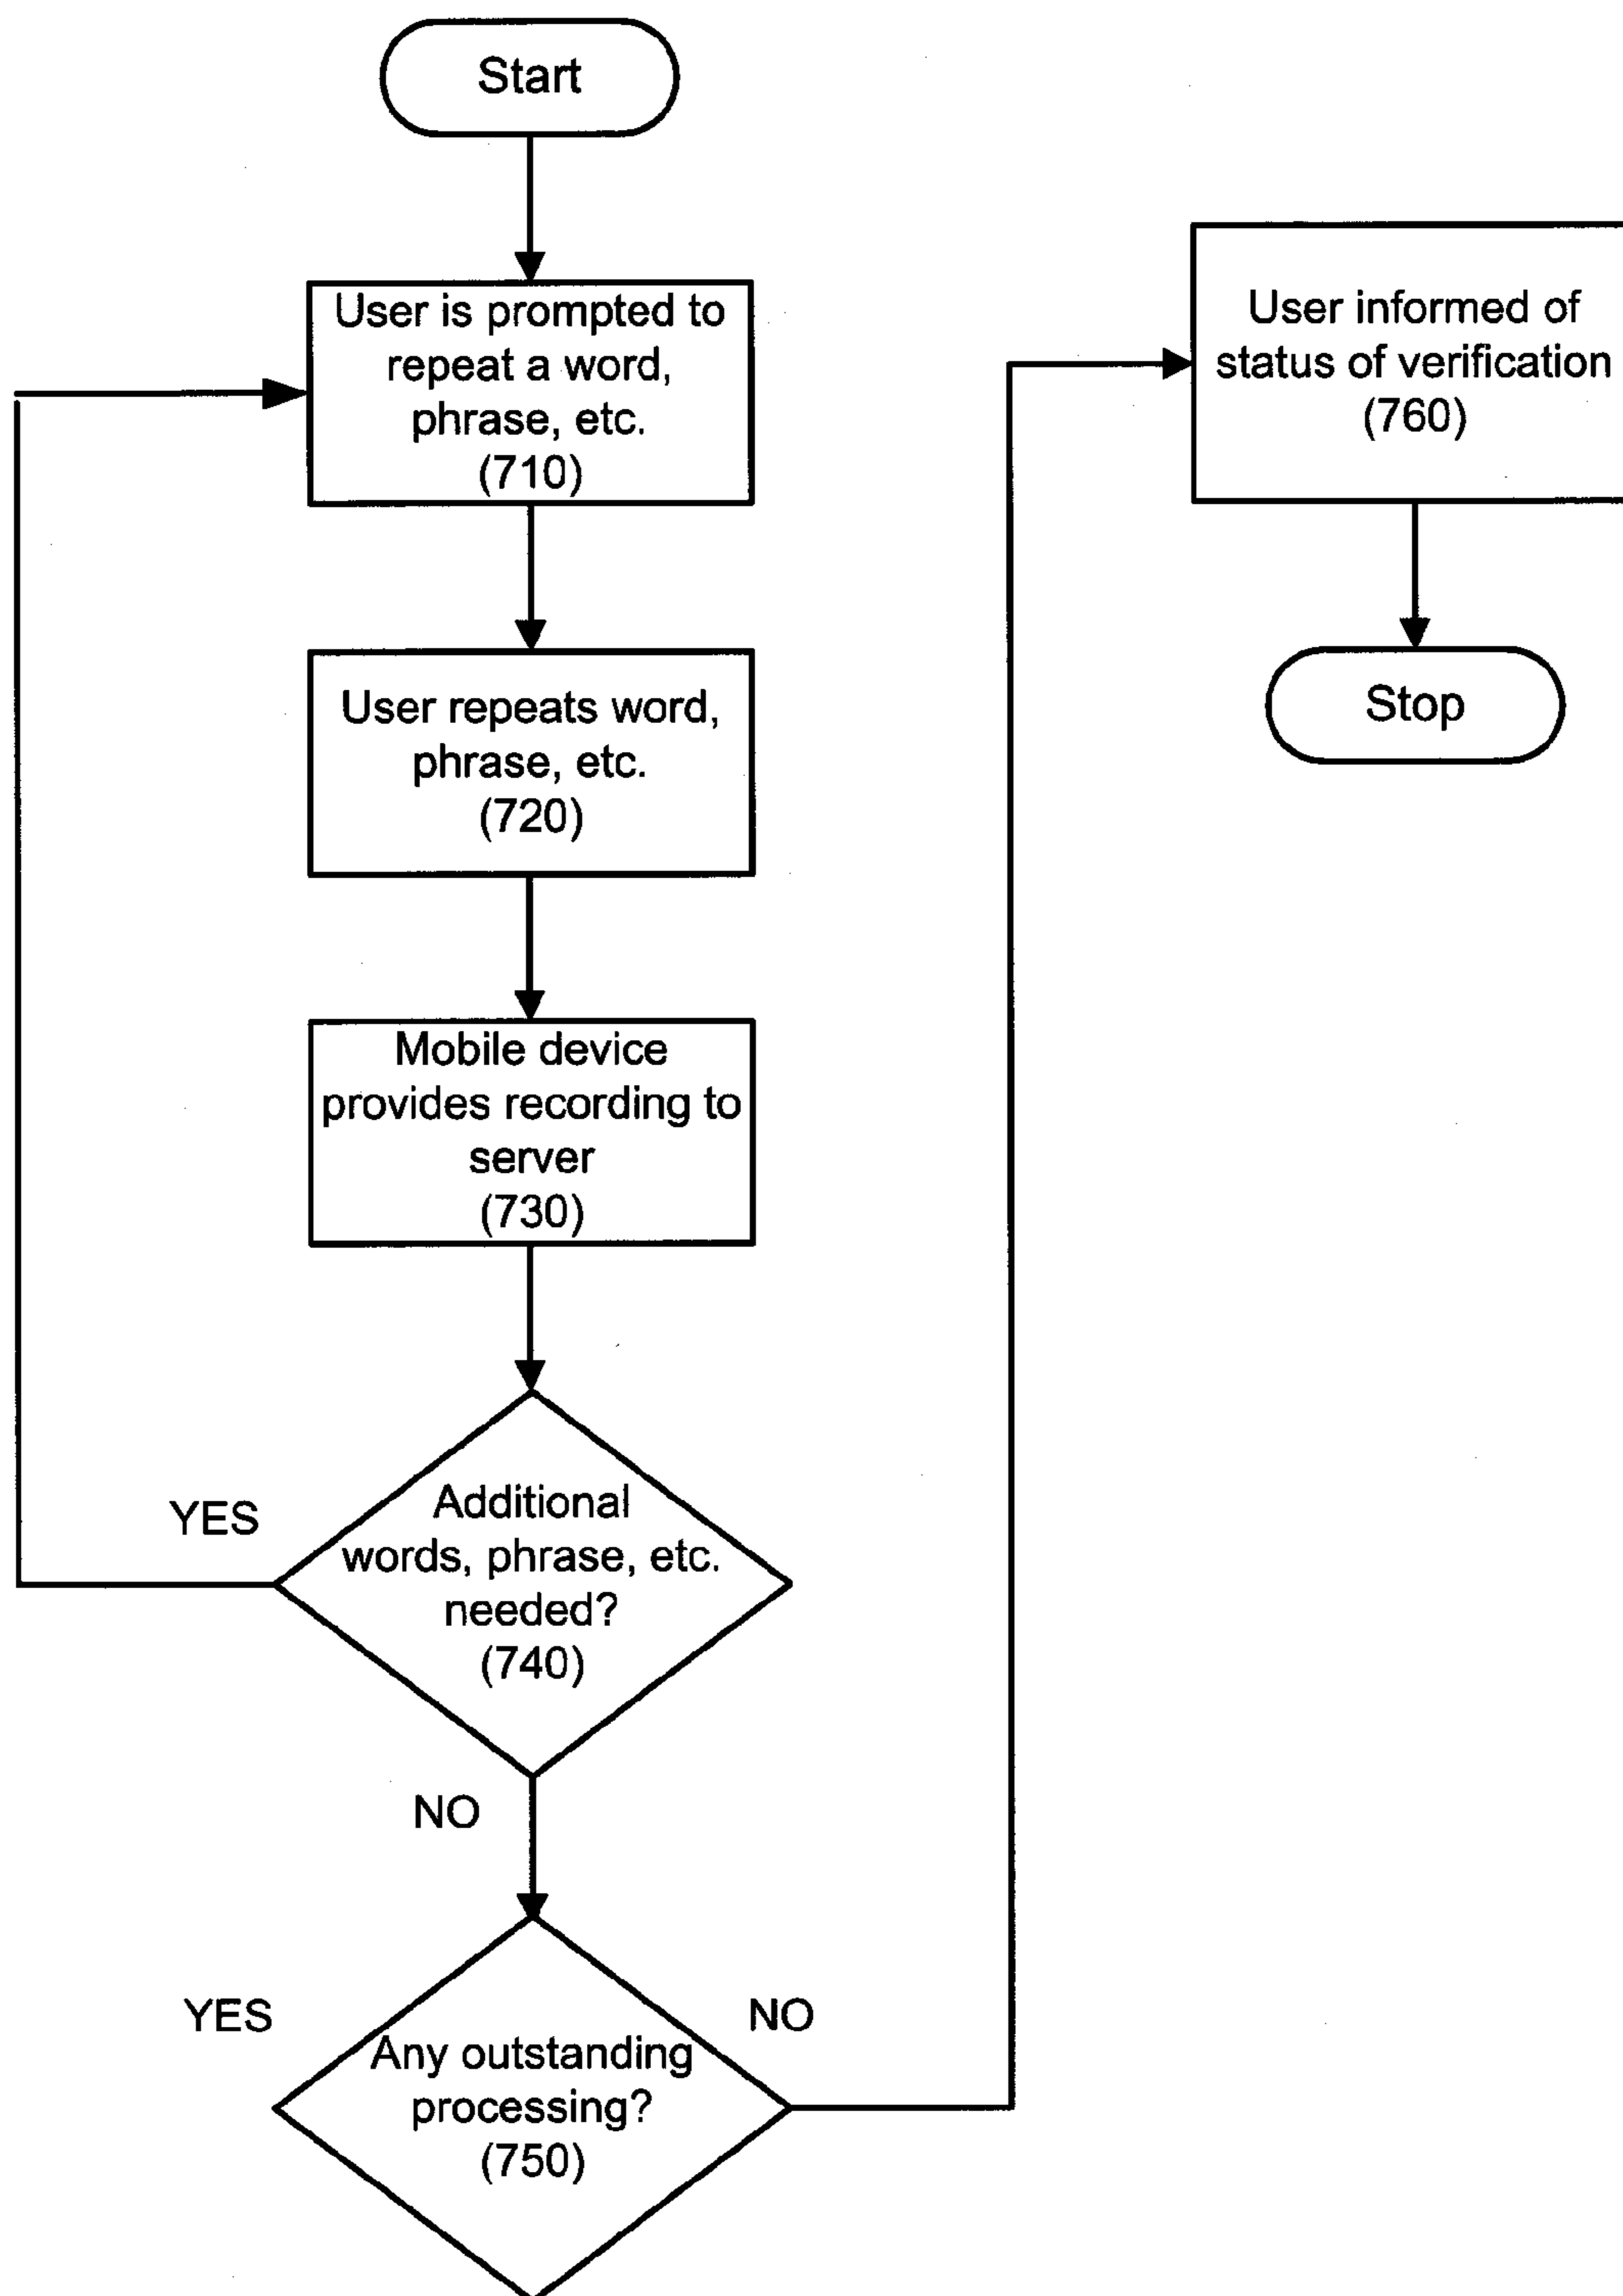 Start
User is prompted to
repeat a word,
phrase, etc.
(710)
User repeats word,
phrase, etc.
(720)
Mobile device
provides recording to
server
(730)
YES
Additional
words, phrase, etc.
needed?
(740)
NO
YES
NO
Any outstanding
processing?
(750)
User informed of
status of verification
(760)
Stop